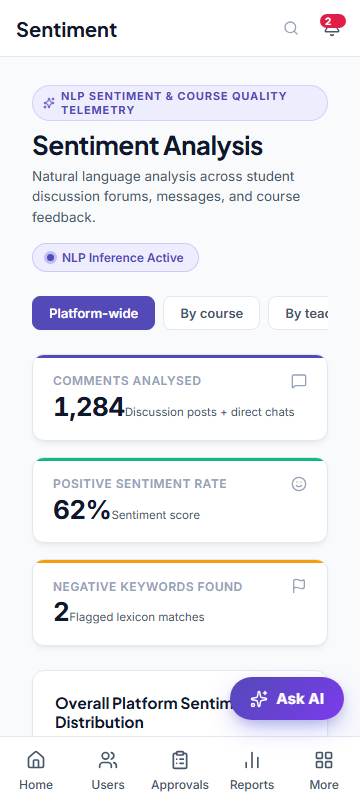 Sentiment
2
NLP SENTIMENT & COURSE QUALITY
TELEMETRY
Sentiment Analysis
Natural language analysis across student
discussion forums, messages, and course
feedback.
NLP Inference Active
Platform-wide By course By teac
COMMENTS ANALYSED
1,284 Discussion posts + direct chats
POSITIVE SENTIMENT RATE
62% Sentiment score
NEGATIVE KEYWORDS FOUND
2 Flagged lexicon matches
Overall Platform Sentim
Distribution
Ask AI
Home Users Approvals Reports More